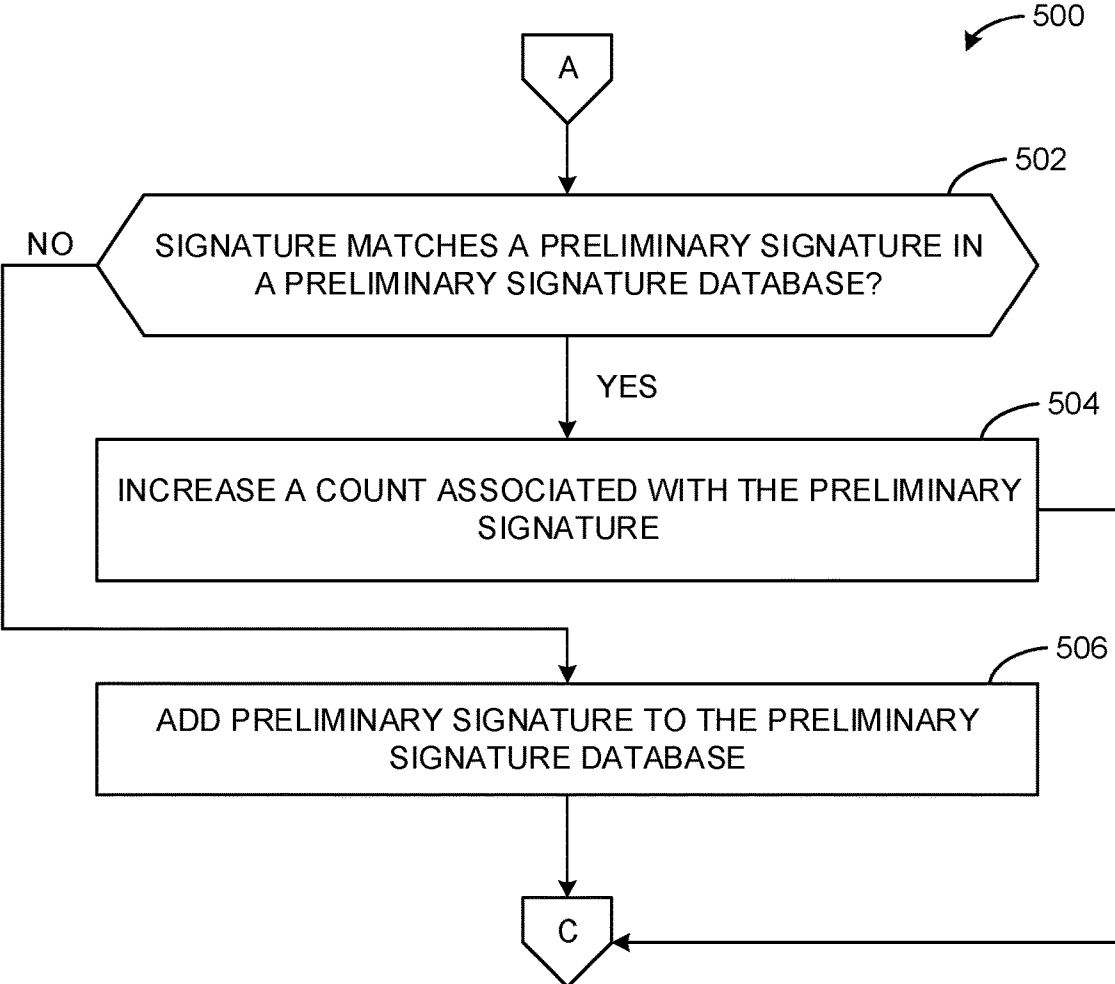 500
A
502
NO
SIGNATURE MATCHES A PRELIMINARY SIGNATURE IN
A PRELIMINARY SIGNATURE DATABASE?
YES
504
INCREASE A COUNT ASSOCIATED WITH THE PRELIMINARY
SIGNATURE
506
ADD PRELIMINARY SIGNATURE TO THE PRELIMINARY
SIGNATURE DATABASE
C